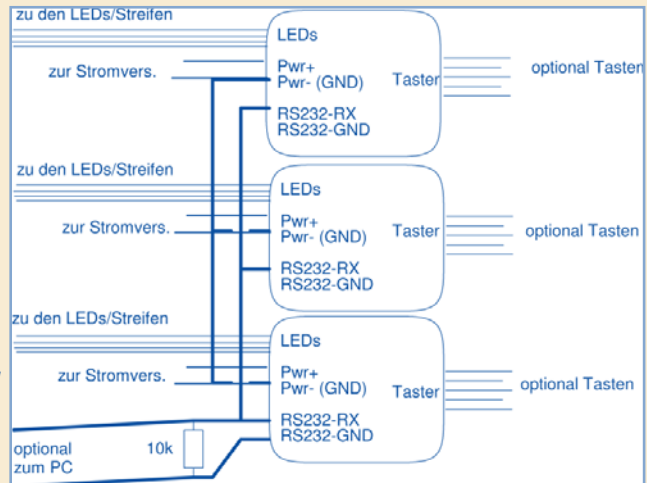 zu den LEDs/Streifen
LEDs
zur Stromvers.
Pwr+
Pwr- (GND)
Taster
optional Tasten
RS232-RX
RS232-GND
zu den LEDs/Streifen
LEDs
zur Stromvers.
Pwr+
Pwr- (GND)
Taster
optional Tasten
RS232-RX
RS232-GND
zu den LEDs/Streifen
LEDs
zur Stromvers.
Pwr+
Pwr- (GND)
Taster
optional Tasten
RS232-RX
RS232-GND
optional
zum PC
10k